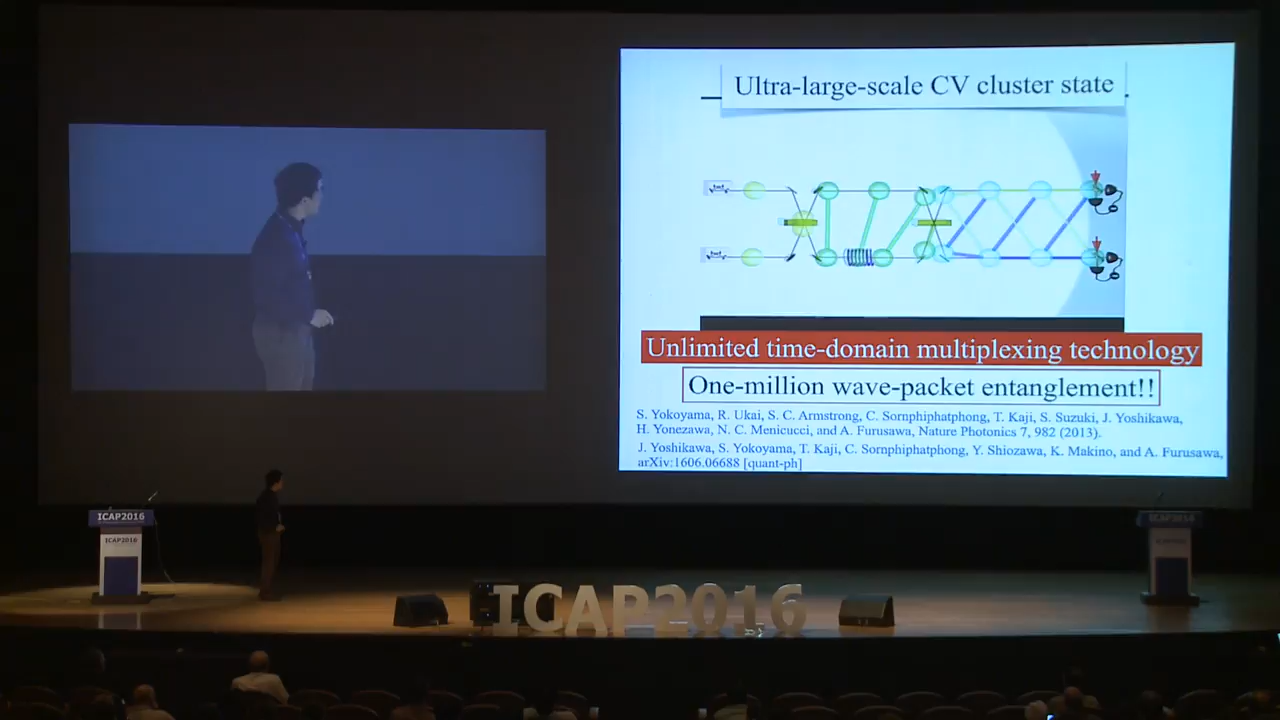 Ultra-large-scale CV cluster state
Unlimited time-domain multiplexing technology
One-million wave-packet entanglement!!
S. Yokoyama, R. Ukai, S. C. Armstrong, C. Sornphiphatphong, T. Kaji, S. Suzuki, J. Yoshikawa,
H. Yonezawa, N. C. Menicucci, and A. Furusawa, Nature Photonics 7, 982 (2013).
J. Yoshikawa, S. Yokoyama, T. Kaji, C. Sornphiphatphong, Y. Shiozawa, K. Makino, and A. Furusawa,
arXiv:1606.06688 [quant-ph]
ICAP2016
ICAP2016
ICAP2016
ICAP2016
ICAP2016